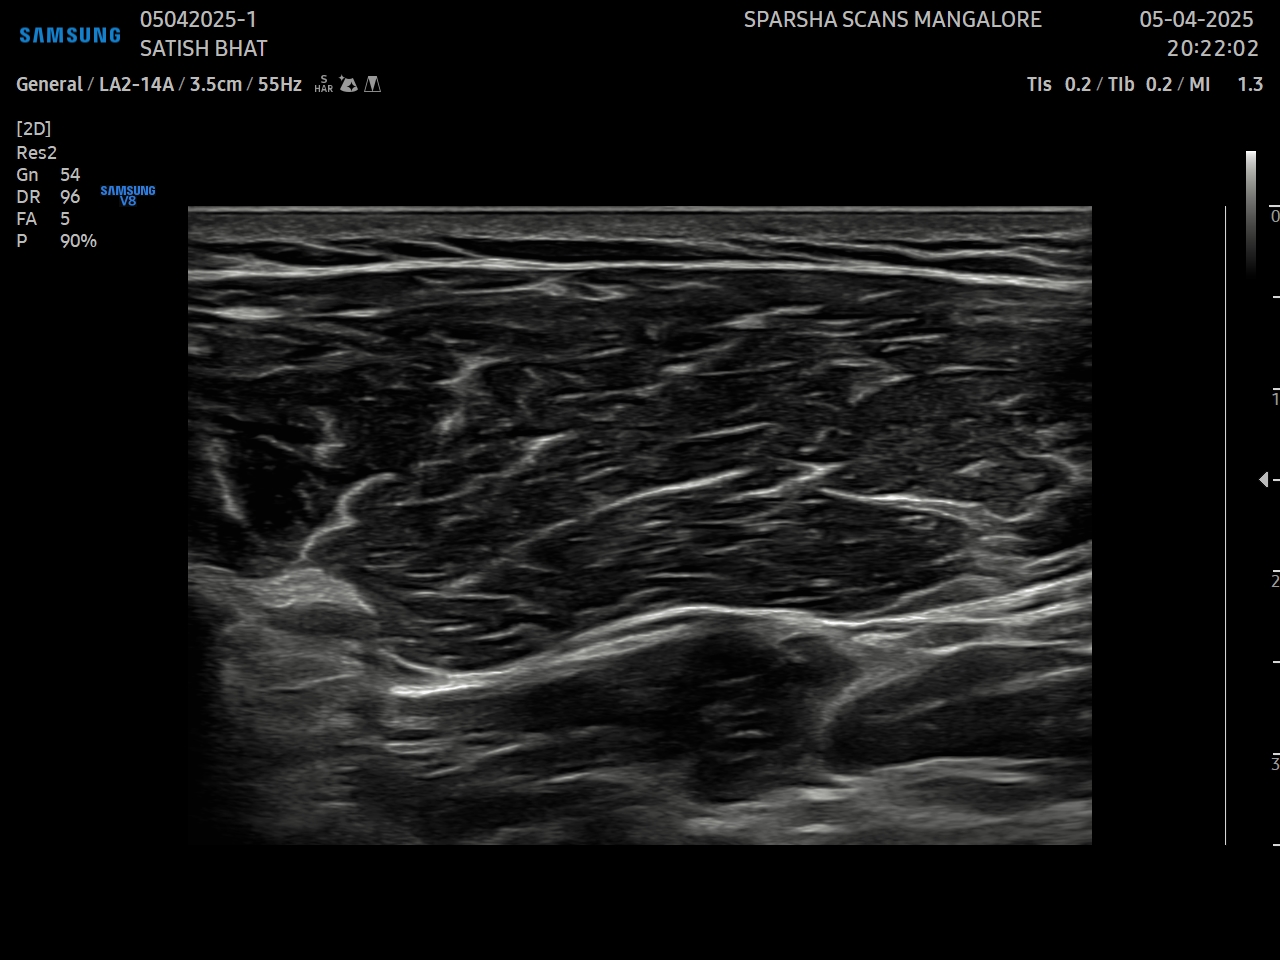 SAMSUNG
05042025-1
SATISH BHAT
SPARSHA SCANS MANGALORE
05-04-2025
20:22:02
General / LA2-14A / 3.5cm / 55Hz
S
HAR
TIs 0.2 / TIb 0.2 / MI 1.3
[2D]
Res2
Gn 54
DR 96
FA 5
P 90%
SAMSUNG
V8
0
1
2
3